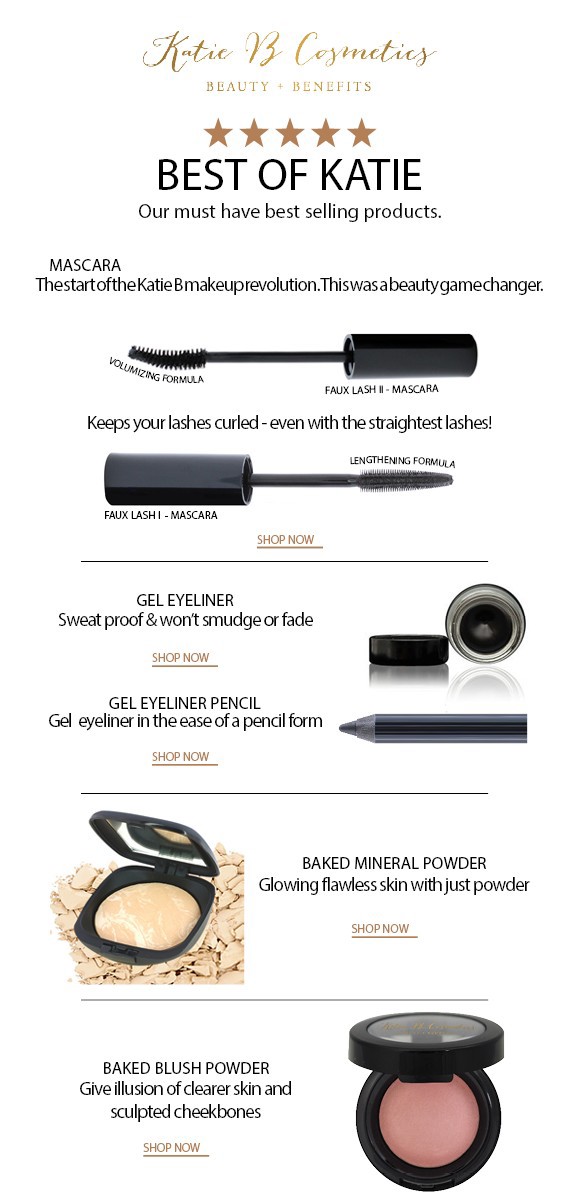 Katie B Cosmetics
BEAUTY + BENEFITS
BEST OF KATIE
Our must have best selling products.
MASCARA
The start of the Katie B makeup revolution. This was a beauty game changer.
VOLUMIZING FORMULA
FAUX LASH II - MASCARA
Keeps your lashes curled - even with the straightest lashes!
LENGTHENING FORMULA
FAUX LASH I - MASCARA
SHOP NOW
GEL EYELINER
Sweat proof & won't smudge or fade
SHOP NOW
GEL EYELINER PENCIL
Gel eyeliner in the ease of a pencil form
SHOP NOW
BAKED MINERAL POWDER
Glowing flawless skin with just powder
SHOP NOW
Katie B Cosmetics
BAKED BLUSH POWDER
Give illusion of clearer skin and
sculpted cheekbones
SHOP NOW